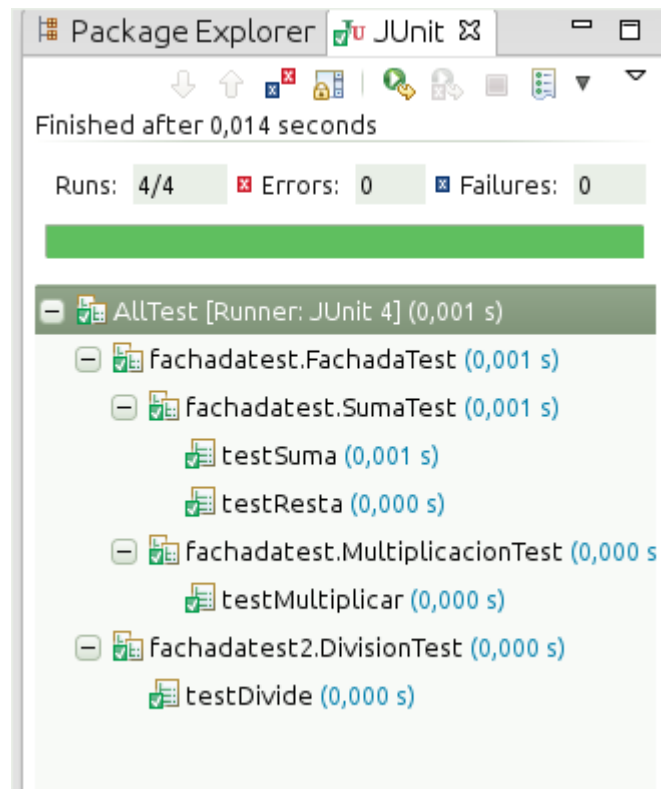 Package Explorer JUnit
Finished after 0,014 seconds
Runs: 4/4 Errors: 0 Failures: 0
AllTest [Runner: JUnit 4] (0,001 s)
fachadatest.FachadaTest (0,001 s)
fachadatest.SumaTest (0,001 s)
testSuma (0,001 s)
testResta (0,000 s)
fachadatest.MultiplicacionTest (0,000 s
testMultiplicar (0,000 s)
fachadatest2.DivisionTest (0,000 s)
testDivide (0,000 s)